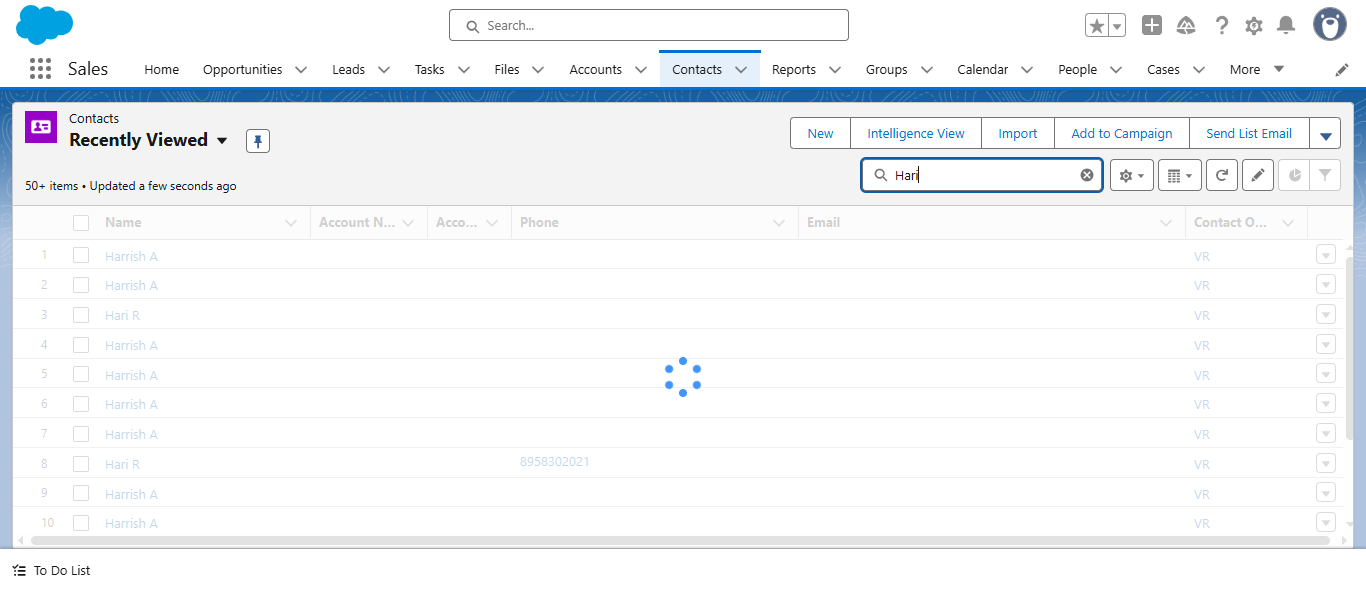 Search...
Sales Home Opportunities Leads Tasks Files Accounts Contacts Reports Groups Calendar People Cases More
Contacts
Recently Viewed
New Intelligence View Import Add to Campaign Send List Email
50+ items • Updated a few seconds ago
Hari
Name Account N... Acco... Phone Email Contact O...
1 Harrish A VR
2 Harrish A VR
3 Hari R VR
4 Harrish A VR
5 Harrish A VR
6 Harrish A VR
7 Harrish A VR
8 Hari R 8958302021 VR
9 Harrish A VR
10 Harrish A VR
To Do List